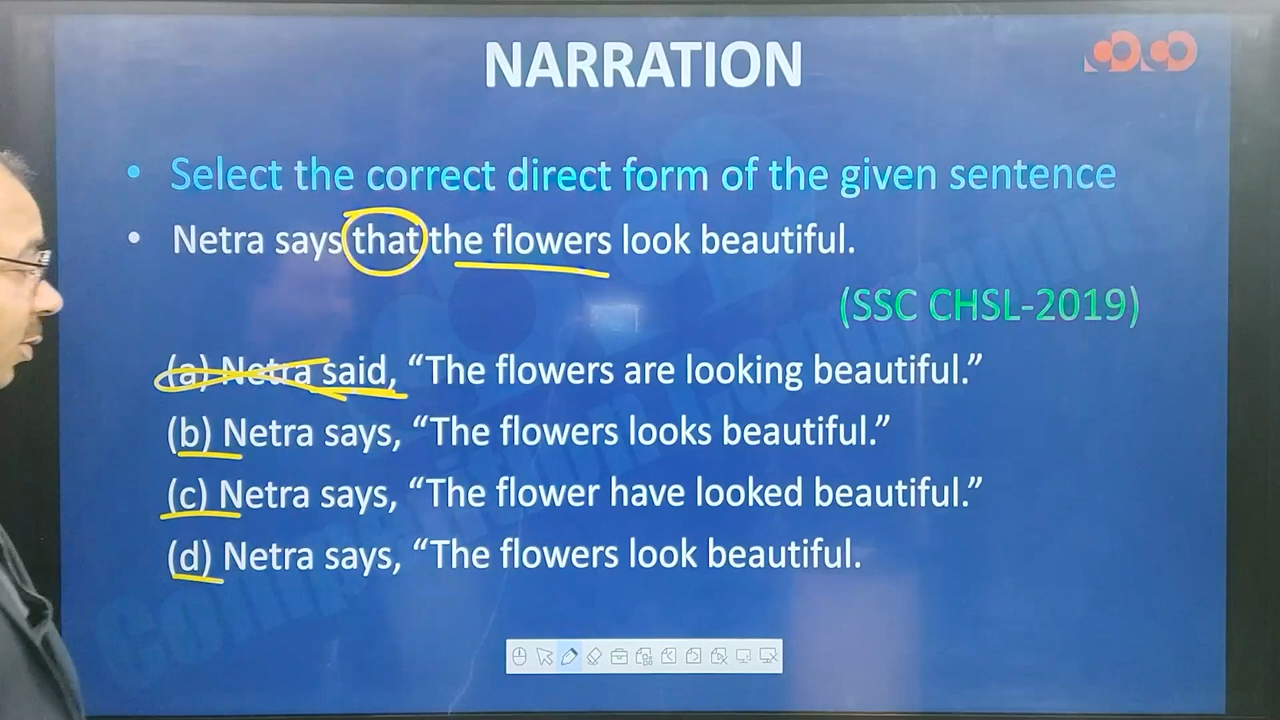 NARRATION
• Select the correct direct form of the given sentence
• Netra says that the flowers look beautiful.
(SSC CHSL-2019)
(a) Netra said, “The flowers are looking beautiful.”
(b) Netra says, “The flowers looks beautiful.”
(c) Netra says, “The flower have looked beautiful.”
(d) Netra says, “The flowers look beautiful.